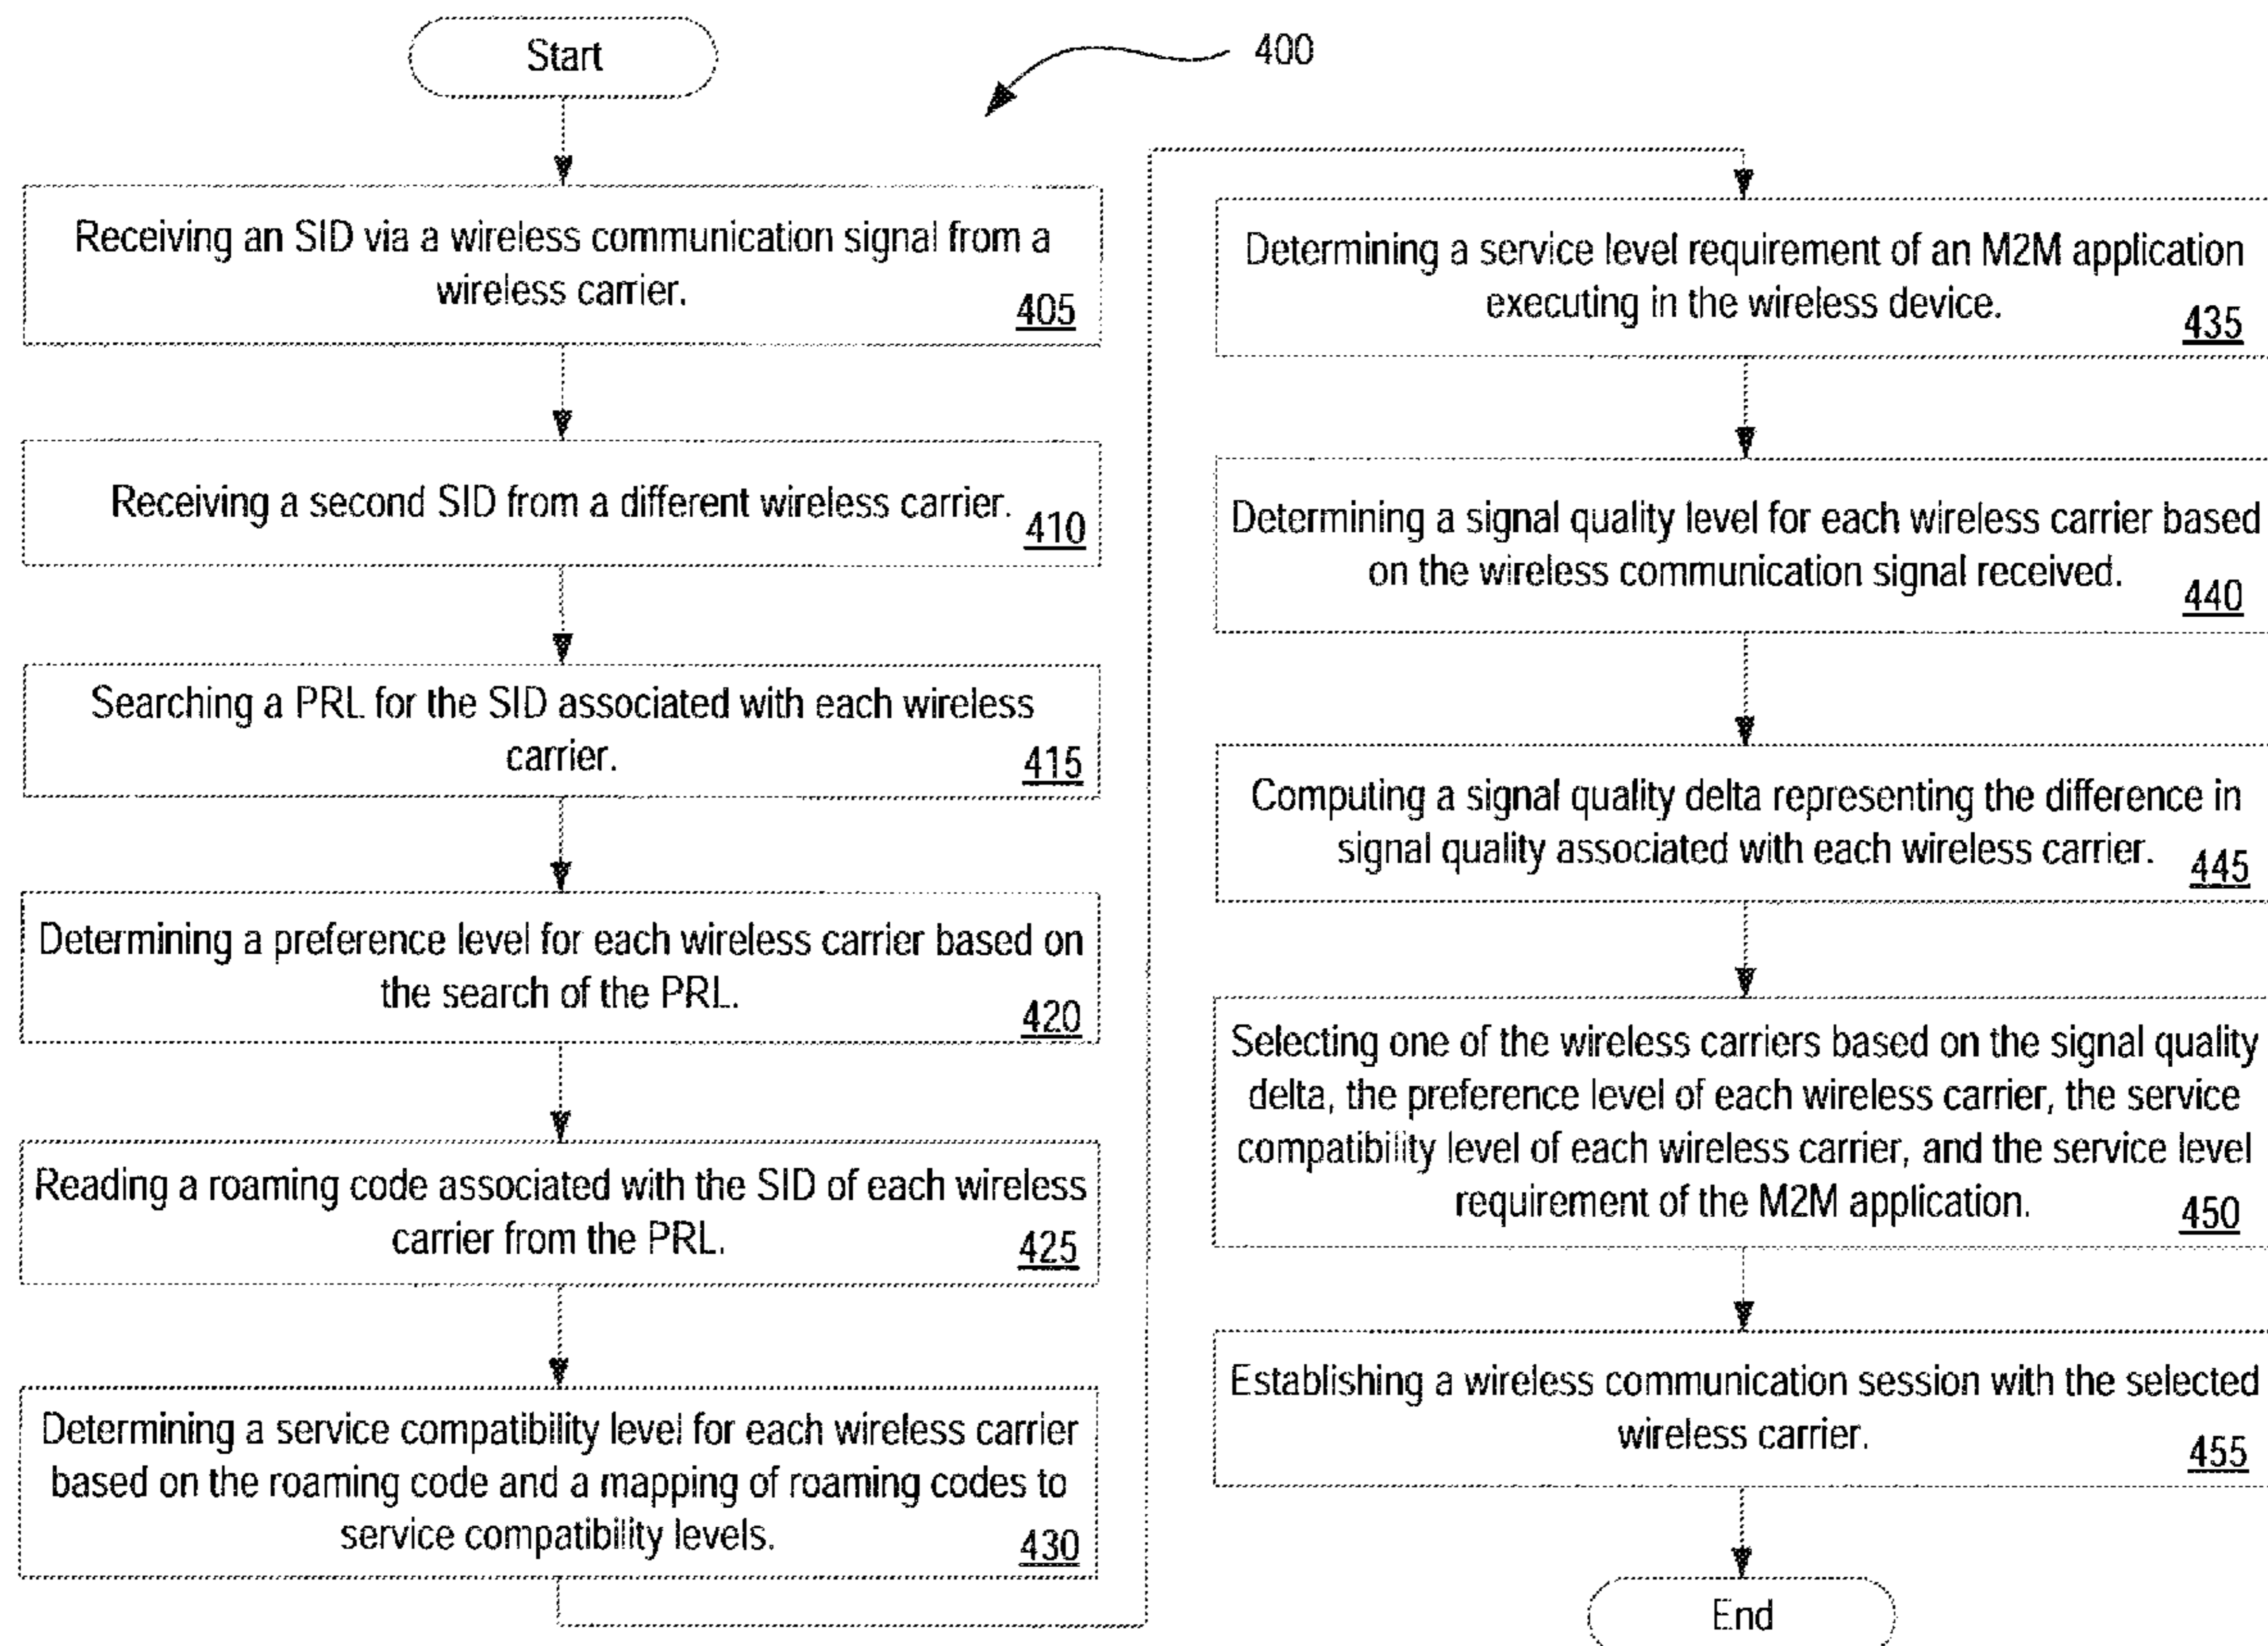 Start
400
Receiving an SID via a wireless communication signal from a
wireless carrier.
405
Receiving a second SID from a different wireless carrier.
410
Searching a PRL for the SID associated with each wireless
carrier.
415
Determining a preference level for each wireless carrier based on
the search of the PRL.
420
Reading a roaming code associated with the SID of each wireless
carrier from the PRL.
425
Determining a service compatibility level for each wireless carrier
based on the roaming code and a mapping of roaming codes to
service compatibility levels.
430
Determining a service level requirement of an M2M application
executing in the wireless device.
435
Determining a signal quality level for each wireless carrier based
on the wireless communication signal received.
440
Computing a signal quality delta representing the difference in
signal quality associated with each wireless carrier.
445
Selecting one of the wireless carriers based on the signal quality
delta, the preference level of each wireless carrier, the service
compatibility level of each wireless carrier, and the service level
requirement of the M2M application.
450
Establishing a wireless communication session with the selected
wireless carrier.
455
End